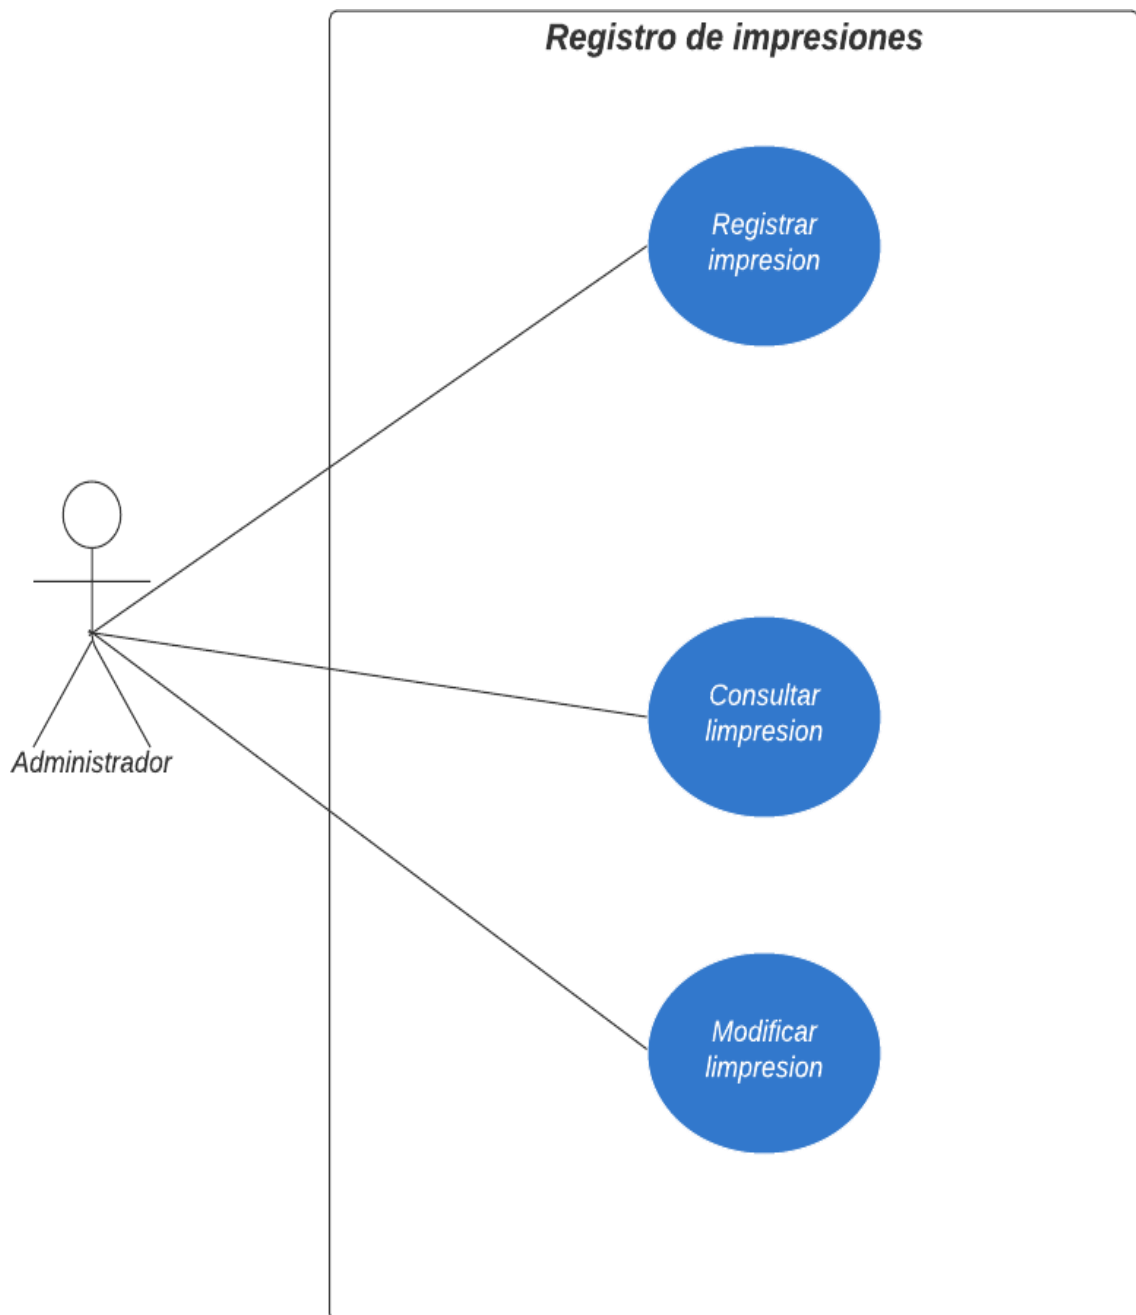 Registro de impresiones
Registrar
impresion
Consultar
limpresion
Administrador
Modificar
limpresion